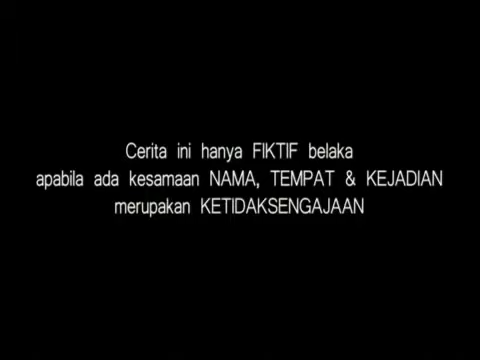 Cerita ini hanya FIKTIF belaka
apabila ada kesamaan NAMA, TEMPAT & KEJADIAN
merupakan KETIDAKSENGAJAAN